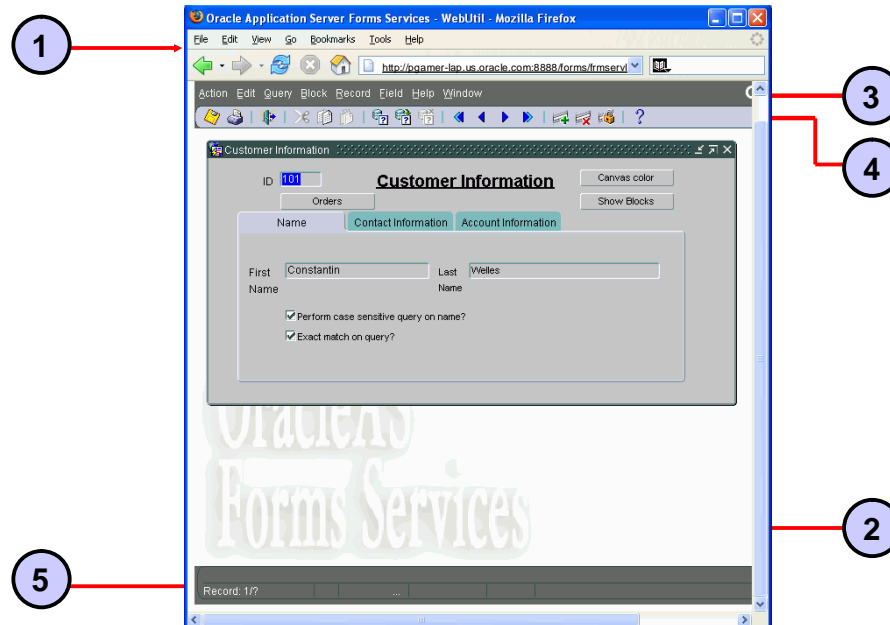 Oracle Application Server Forms Services - WebUtil - Mozilla Firefox
1
File Edit View Go Bookmarks Tools Help
http://pgamer-lap.us.oracle.com:8888/forms/frmservl
Action Edit Query Block Record Field Help Window
3
4
Customer Information
ID 101 Customer Information Canvas color
Orders Show Blocks
Name Contact Information Account Information
First Name Constantin Last Name Welles
Perform case sensitive query on name?
Exact match on query?
OracleAS
Forms Services
2
5
Record: 1/? ...